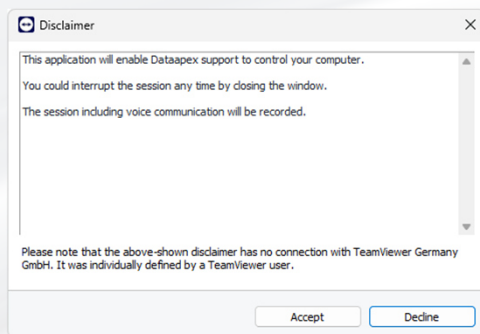 Disclaimer
This application will enable Dataapex support to control your computer.
You could interrupt the session any time by closing the window.
The session including voice communication will be recorded.
Please note that the above-shown disclaimer has no connection with TeamViewer Germany
GmbH. It was individually defined by a TeamViewer user.
Accept
Decline